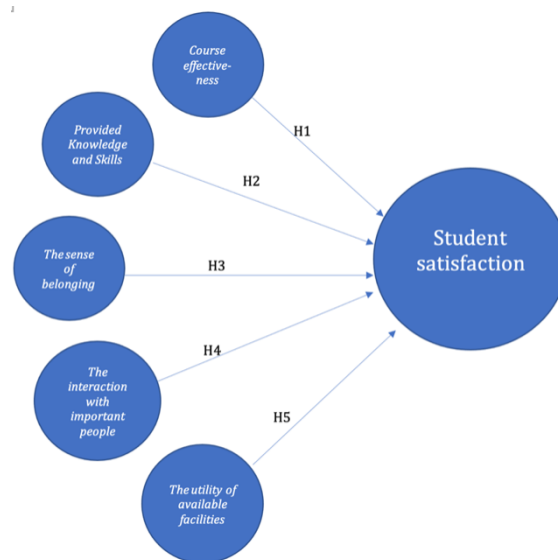 1
Course
effective-
ness
H1
Provided
Knowledge
and Skills
H2
Student
satisfaction
The sense
of
belonging
H3
The
interaction
with
important
people
H4
H5
The utility of
available
facilities